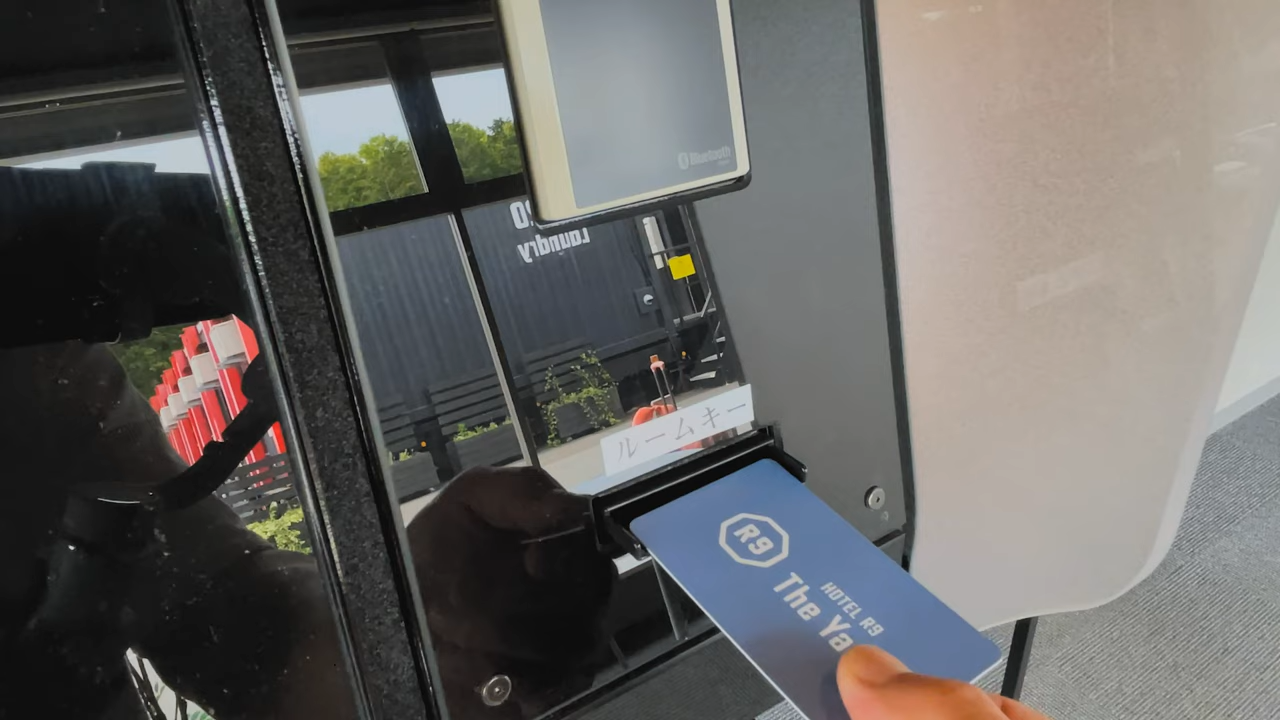 Bluetooth
Laundry
ルームキー
R9
HOTEL R9
The Ya